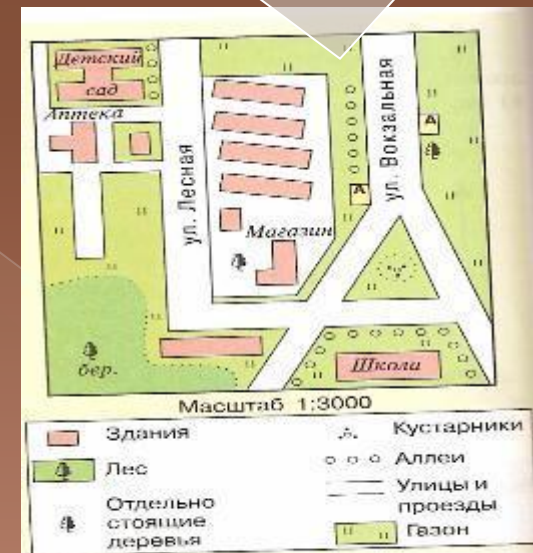 Детский
сад
Аптека
ул. Лесная
ул. Вокзальная
А
А
Магазин
бер.
Школа
Масштаб 1:3000
Здания
Лес
Отдельно
стоящие
деревья
Кустарники
Аллеи
Улицы и
проезды
Газон